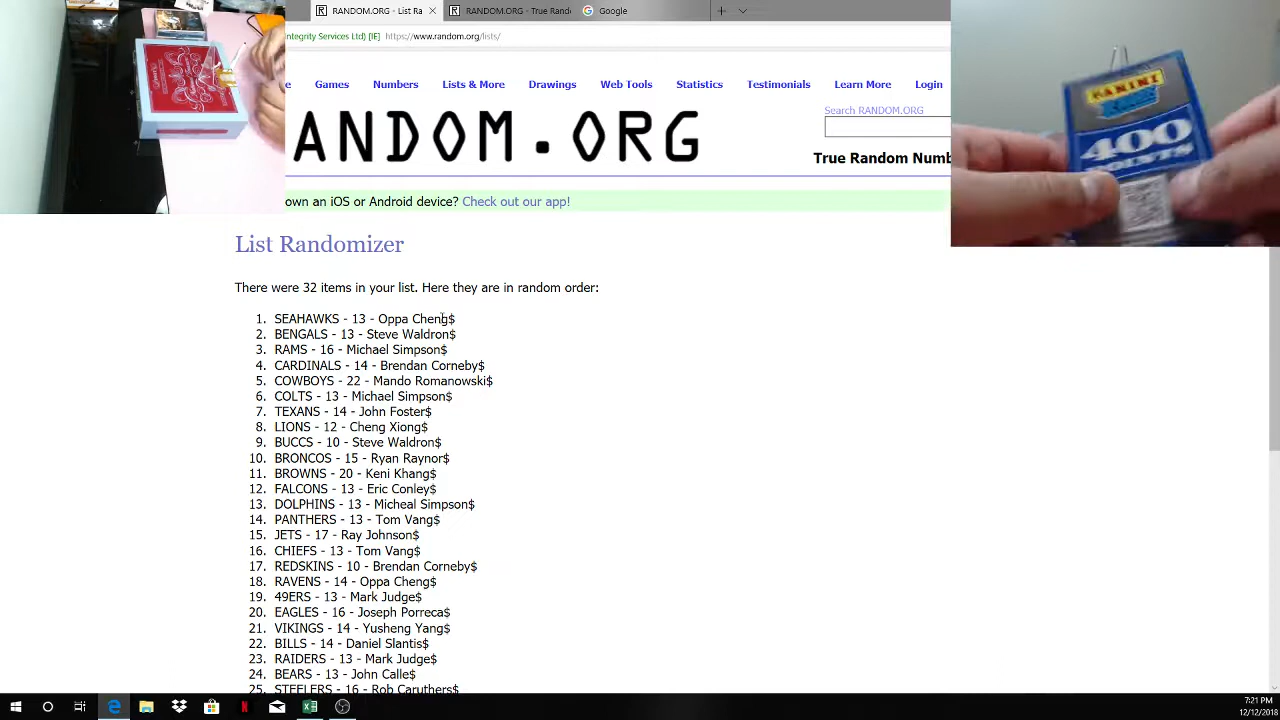 RANDOM.ORG - List Ra
RANDOM.ORG - True Rand
Google
ntegrity Services Ltd) [IE] https://www.random.org/lists/
Games Numbers Lists & More Drawings Web Tools Statistics Testimonials Learn More Login
ANDOM.ORG
Search RANDOM.ORG
True Random Numb
own an iOS or Android device? Check out our app!
List Randomizer
There were 32 items in your list. Here they are in random order:
1. SEAHAWKS - 13 - Oppa Cheng$
2. BENGALS - 13 - Steve Waldron$
3. RAMS - 16 - Michael Simpson$
4. CARDINALS - 14 - Brendan Corneby$
5. COWBOYS - 22 - Mando Romanowski$
6. COLTS - 13 - Michael Simpson$
7. TEXANS - 14 - John Foster$
8. LIONS - 12 - Cheng Xiong$
9. BUCCS - 10 - Steve Waldron$
10. BRONCOS - 15 - Ryan Raynor$
11. BROWNS - 20 - Keni Khang$
12. FALCONS - 13 - Eric Conley$
13. DOLPHINS - 13 - Micheal Simpson$
14. PANTHERS - 13 - Tom Vang$
15. JETS - 17 - Ray Johnson$
16. CHIEFS - 13 - Tom Vang$
17. REDSKINS - 10 - Brendan Corneby$
18. RAVENS - 14 - Oppa Cheng$
19. 49ERS - 13 - Mark Judge$
20. EAGLES - 16 - Joseph Porreca$
21. VIKINGS - 14 - Yusheng Yang$
22. BILLS - 14 - Daniel Slantis$
23. RAIDERS - 13 - Mark Judge$
24. BEARS - 13 - John Calle$
25. STEELERS - 16 - Rob Caruthers$
PANINI
400
POINTS
7:21 PM
12/12/2018